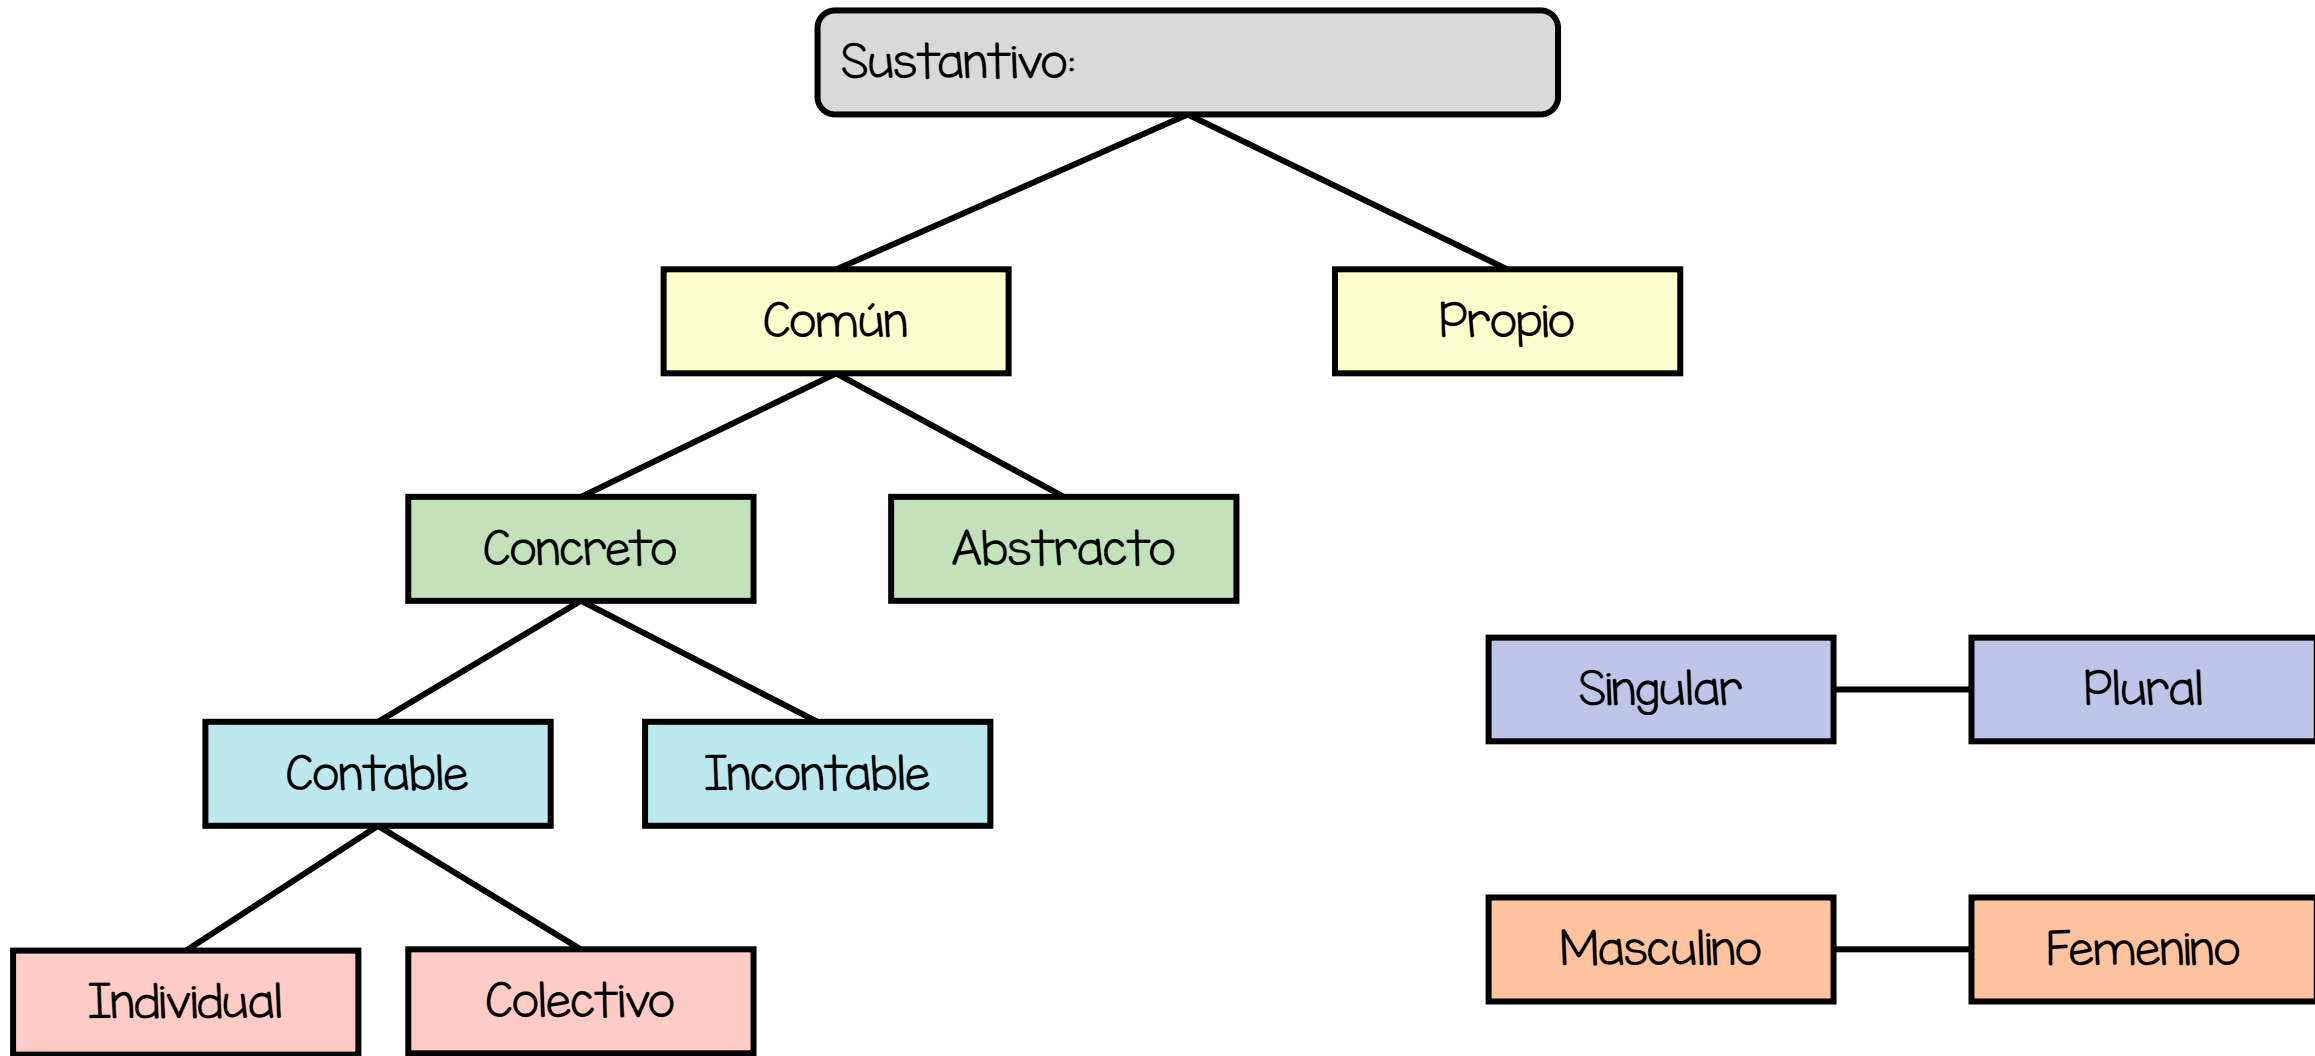 Sustantivo:
Común
Propio
Concreto
Abstracto
Contable
Incontable
Individual
Colectivo
Singular
Plural
Masculino
Femenino